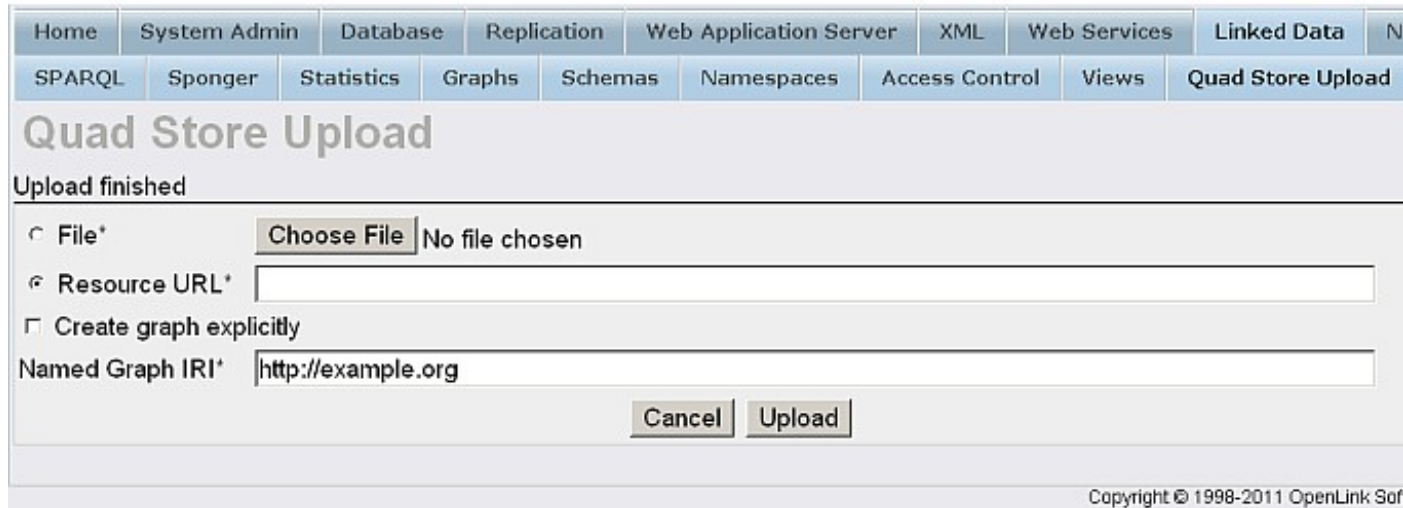 Home System Admin Database Replication Web Application Server XML Web Services Linked Data N
SPARQL Sponger Statistics Graphs Schemas Namespaces Access Control Views Quad Store Upload
Quad Store Upload
Upload finished
File* Choose File No file chosen
Resource URL*
Create graph explicitly
Named Graph IRI* http://example.org
Cancel Upload
Copyright © 1998-2011 OpenLink Sof